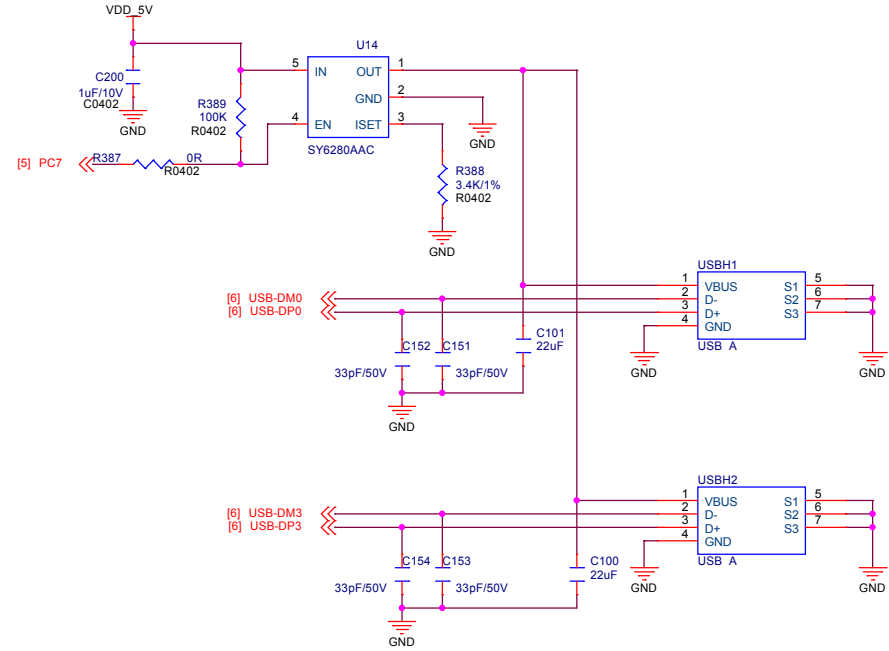 VDD_5V
U14
C200
1uF/10V
C0402
GND
R389
100K
R0402
5 IN OUT 1
GND 2
4 EN ISET 3
SY6280AAC
GND
[5] PC7 R387 0R
R0402
R388
3.4K/1%
R0402
GND
USBH1
1 VBUS S1 5
2 D- S2 6
3 D+ S3 7
4 GND
USB A
[6] USB-DM0
[6] USB-DP0
C152 C151
33pF/50V 33pF/50V
C101
22uF
GND
GND
GND
USBH2
1 VBUS S1 5
2 D- S2 6
3 D+ S3 7
4 GND
USB A
[6] USB-DM3
[6] USB-DP3
C154 C153
33pF/50V 33pF/50V
C100
22uF
GND
GND
GND